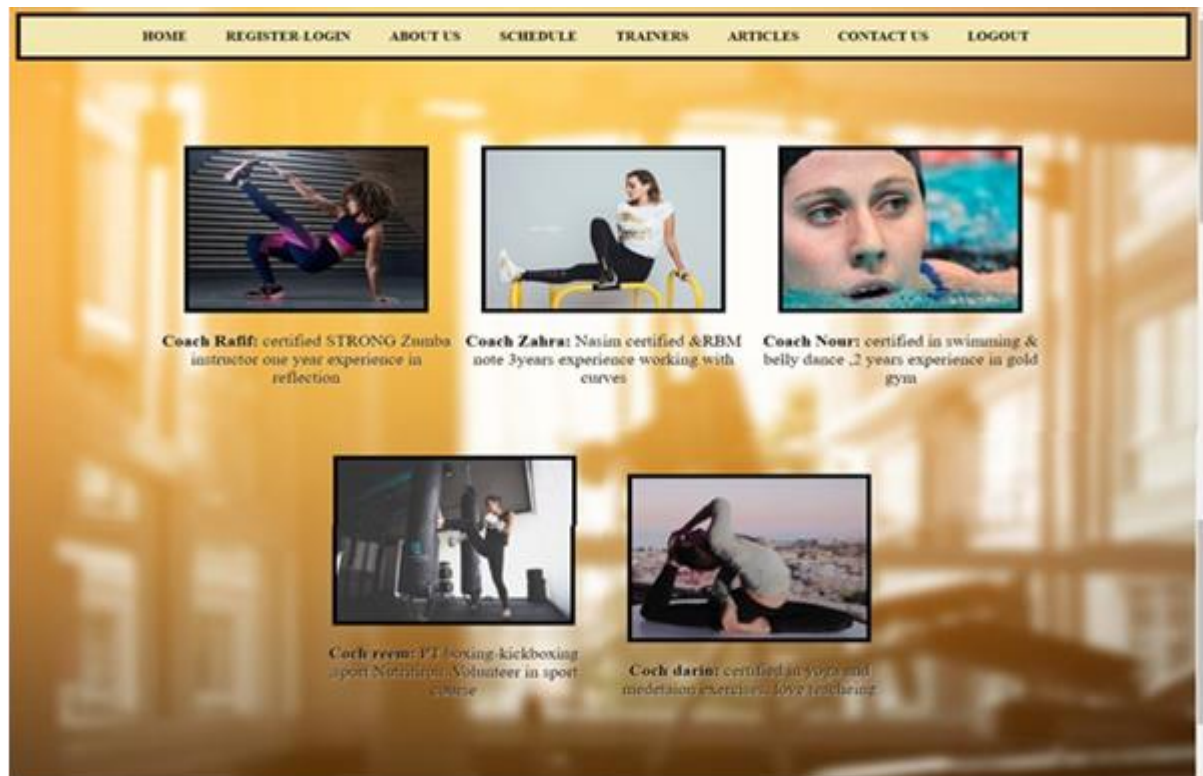 HOME REGISTER-LOGIN ABOUT US SCHEDULE TRAINERS ARTICLES CONTACT US LOGOUT
Coach Rafif: certified STRONG Zumba
instructor one year experience in
reflection
Coach Zahra: Nasim certified &RBM
note 3years experience working with
curves
Coach Nour: certified in swimming &
belly dance ,2 years experience in gold
gym
Coch reem: PT boxing-kickboxing
sport Nutrition. Volunteer in sport
course
Coch darin: certified in yoga and
exercises. love